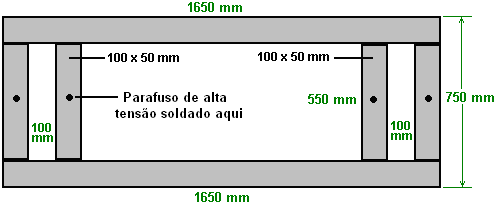 1650 mm
100 x 50 mm
100 x 50 mm
Parafuso de alta
tensão soldado aqui
550 mm
750 mm
100
mm
100
mm
1650 mm